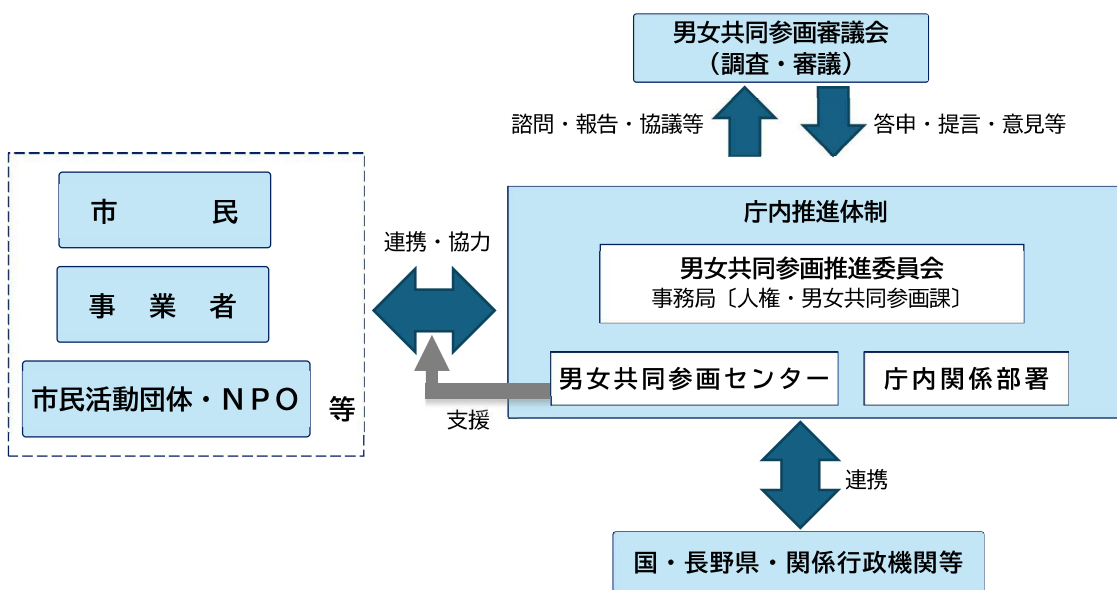 男女共同参画審議会
(調査・審議)
諮問・報告・協議等
答申・提言・意見等
市　　　民
事　業　者
市民活動団体・ＮＰＯ
等
連携・協力
支援
庁内推進体制
男女共同参画推進委員会
事務局〔人権・男女共同参画課〕
男女共同参画センター
庁内関係部署
連携
国・長野県・関係行政機関等